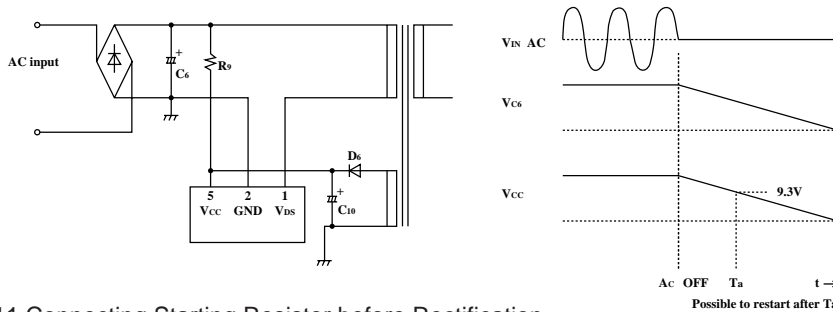 AC input
C6
R9
D6
C10
5 2 1
VCC GND VDS
VIN AC
VC6
VCC
9.3V
AC OFF Ta t →
Possible to restart after Ta
Connecting Starting Resistor before Rectification